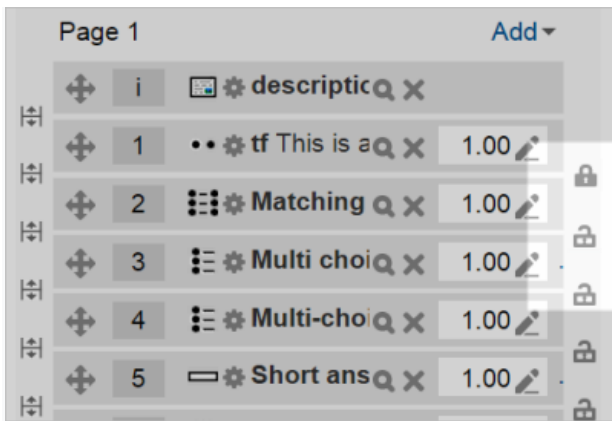 Page 1 Add
i descriptic
1 tf This is a 1.00
2 Matching 1.00
3 Multi choi 1.00
4 Multi-choi 1.00
5 Short ans 1.00